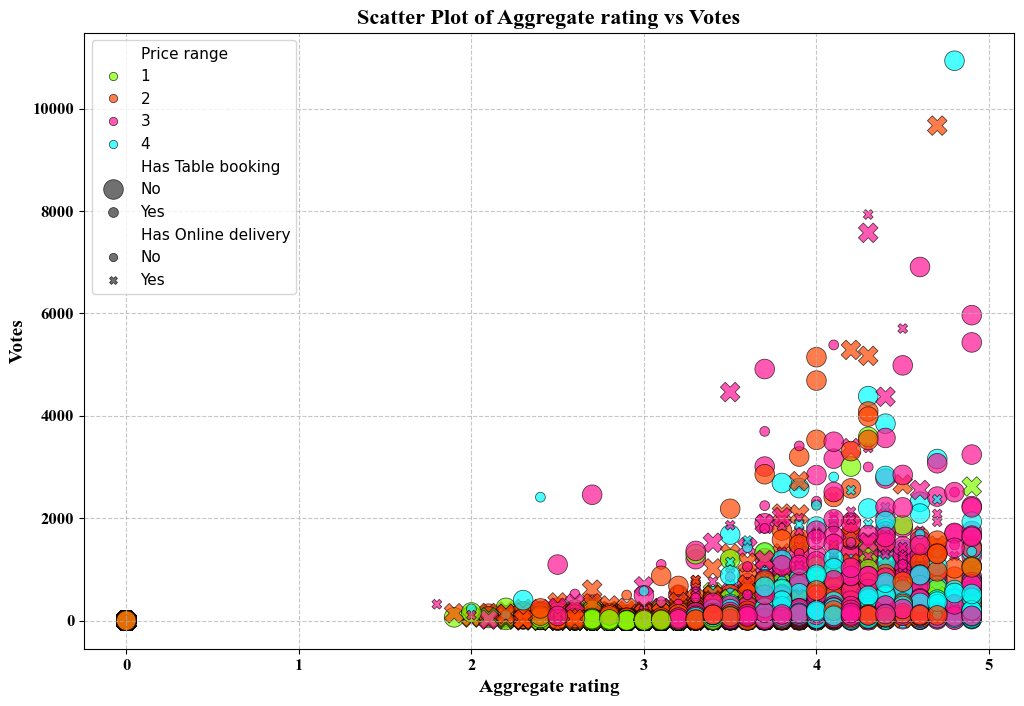 Scatter Plot of Aggregate rating vs Votes
Price range
1
2
3
4
Has Table booking
No
Yes
Has Online delivery
No
Yes
10000
8000
6000
4000
2000
0
Votes
0 1 2 3 4 5
Aggregate rating